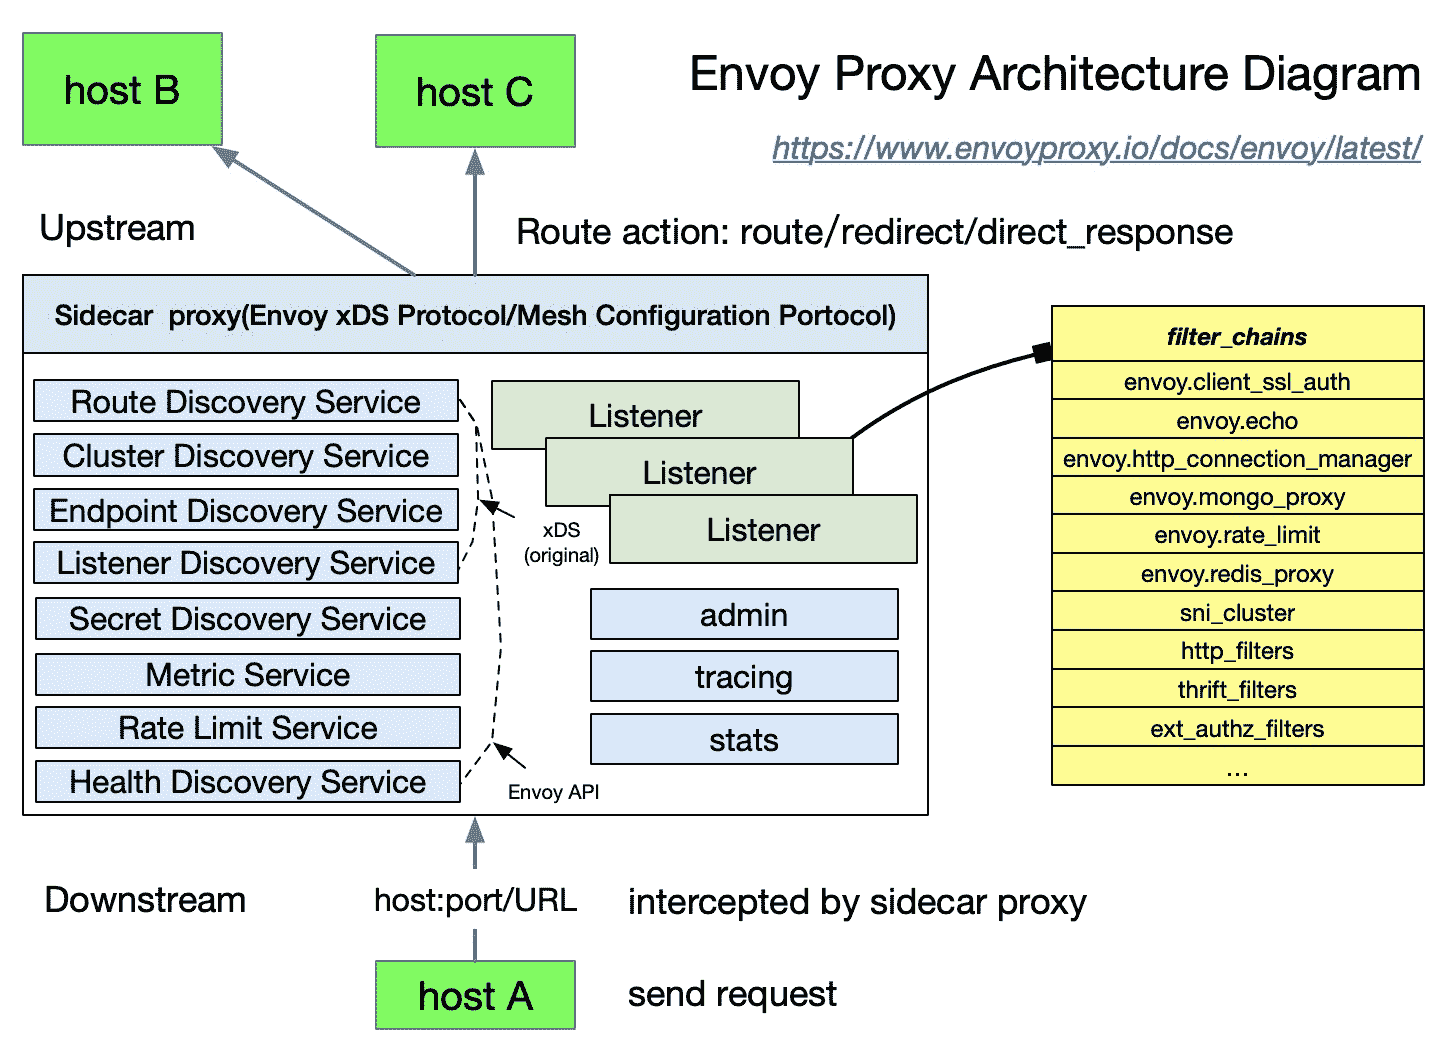 Envoy Proxy Architecture Diagram
https://www.envoyproxy.io/docs/envoy/latest/
host B
host C
Upstream
Route action: route/redirect/direct_response
Sidecar proxy(Envoy xDS Protocol/Mesh Configuration Portocol)
Route Discovery Service
Cluster Discovery Service
Endpoint Discovery Service
Listener Discovery Service
Secret Discovery Service
Metric Service
Rate Limit Service
Health Discovery Service
xDS
(original)
Envoy API
Listener
Listener
Listener
admin
tracing
stats
filter_chains
envoy.client_ssl_auth
envoy.echo
envoy.http_connection_manager
envoy.mongo_proxy
envoy.rate_limit
envoy.redis_proxy
sni_cluster
http_filters
thrift_filters
ext_authz_filters
...
Downstream
host:port/URL
intercepted by sidecar proxy
host A
send request